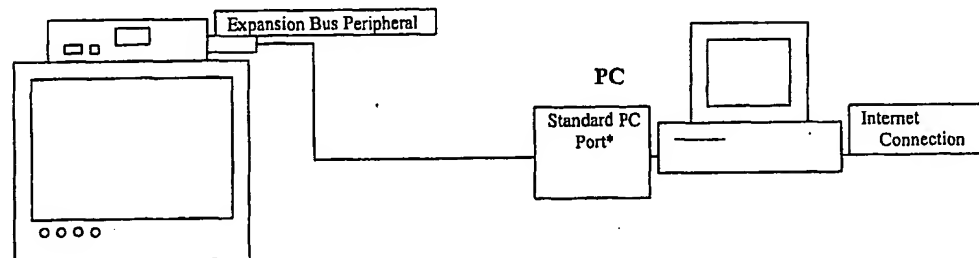 Expansion Bus Peripheral
PC
Standard PC
Port*
Internet
Connection